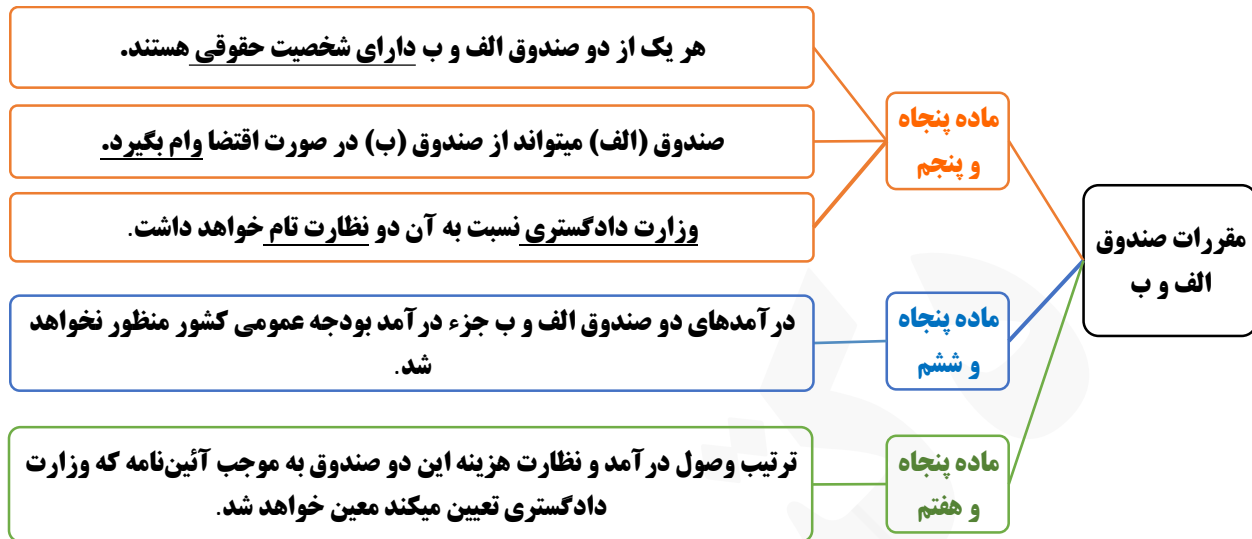 مقررات صندوق
الف و ب
ماده پنجاه
و پنجم
هر یک از دو صندوق الف و ب دارای شخصیت حقوقی هستند.
صندوق (الف) میتواند از صندوق (ب) در صورت اقتضا وام بگیرد.
وزارت دادگستری نسبت به آن دو نظارت تام خواهد داشت.
ماده پنجاه
و ششم
درآمدهای دو صندوق الف و ب جزء درآمد بودجه عمومی کشور منظور نخواهد
شد.
ماده پنجاه
و هفتم
ترتیب وصول درآمد و نظارت هزینه این دو صندوق به موجب آئین‌نامه که وزارت
دادگستری تعیین میکند معین خواهد شد.